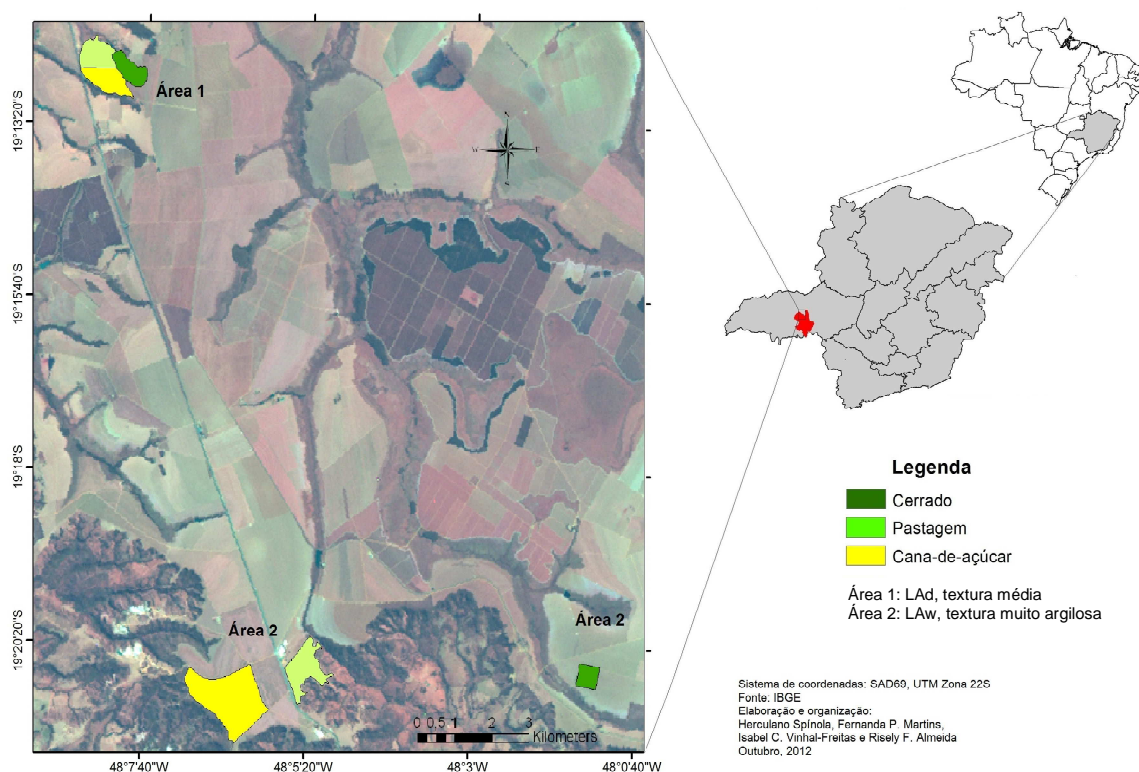 Área 1
19°13'20"S
W
E
19°15'40"S
19°18'S
19°20'20"S
Área 2
Área 2
0 0,5 1 2 3
Kilometers
48°7'40"W 48°5'20"W 48°3'W 48°0'40"W
Legenda
Cerrado
Pastagem
Cana-de-açúcar
Área 1: LAd, textura média
Área 2: LAw, textura muito argilosa
Sistema de coordenadas: SAD69, UTM Zona 22S
Fonte: IBGE
Elaboração e organização:
Herculano Spínola, Fernanda P. Martins,
Isabel C. Vinhal-Freitas e Risely F. Almeida
Outubro, 2012